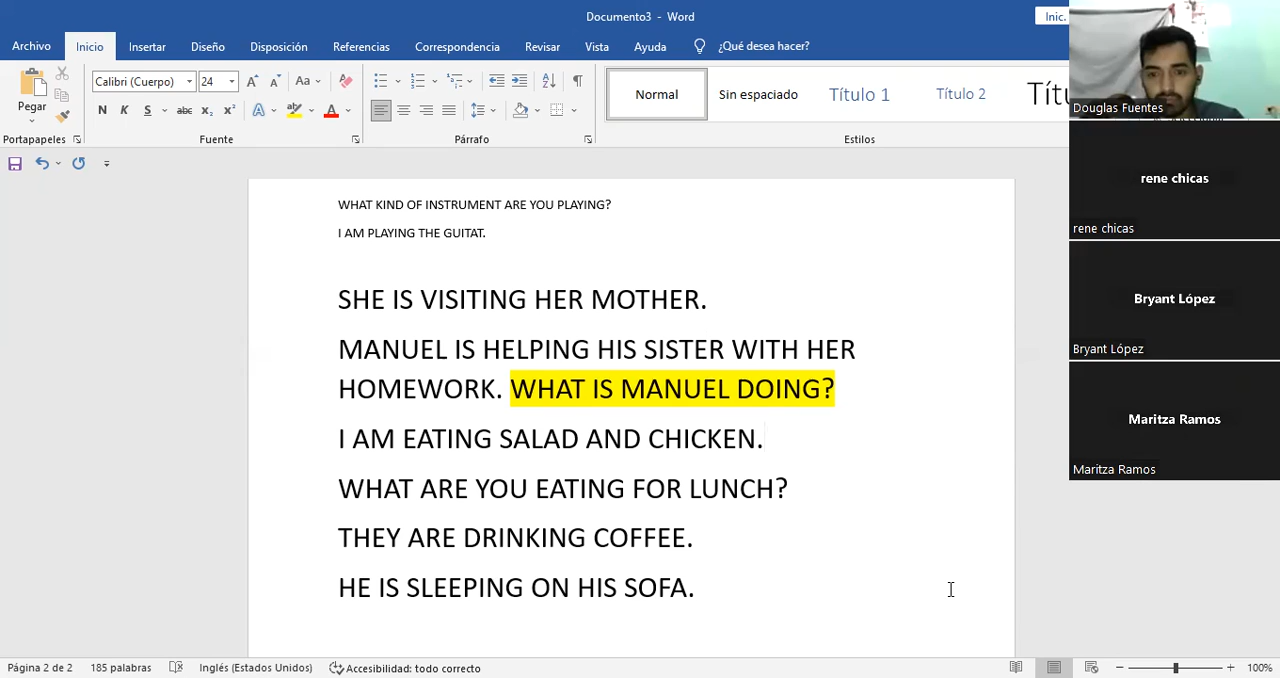 Documento3 - Word
Inic.
Archivo Inicio Insertar Diseño Disposición Referencias Correspondencia Revisar Vista Ayuda ¿Qué desea hacer?
Pegar
Calibri (Cuerpo) 24
Aa
N K S abc x₂ x² A A
Normal
Sin espaciado
Título 1
Título 2
Títu
Portapapeles
Fuente
Párrafo
Estilos
WHAT KIND OF INSTRUMENT ARE YOU PLAYING?
I AM PLAYING THE GUITAT.
SHE IS VISITING HER MOTHER.
MANUEL IS HELPING HIS SISTER WITH HER
HOMEWORK. WHAT IS MANUEL DOING?
I AM EATING SALAD AND CHICKEN.
WHAT ARE YOU EATING FOR LUNCH?
THEY ARE DRINKING COFFEE.
HE IS SLEEPING ON HIS SOFA.
Douglas Fuentes
rene chicas
rene chicas
Bryant López
Bryant López
Maritza Ramos
Maritza Ramos
Página 2 de 2 185 palabras Inglés (Estados Unidos) Accesibilidad: todo correcto
100%